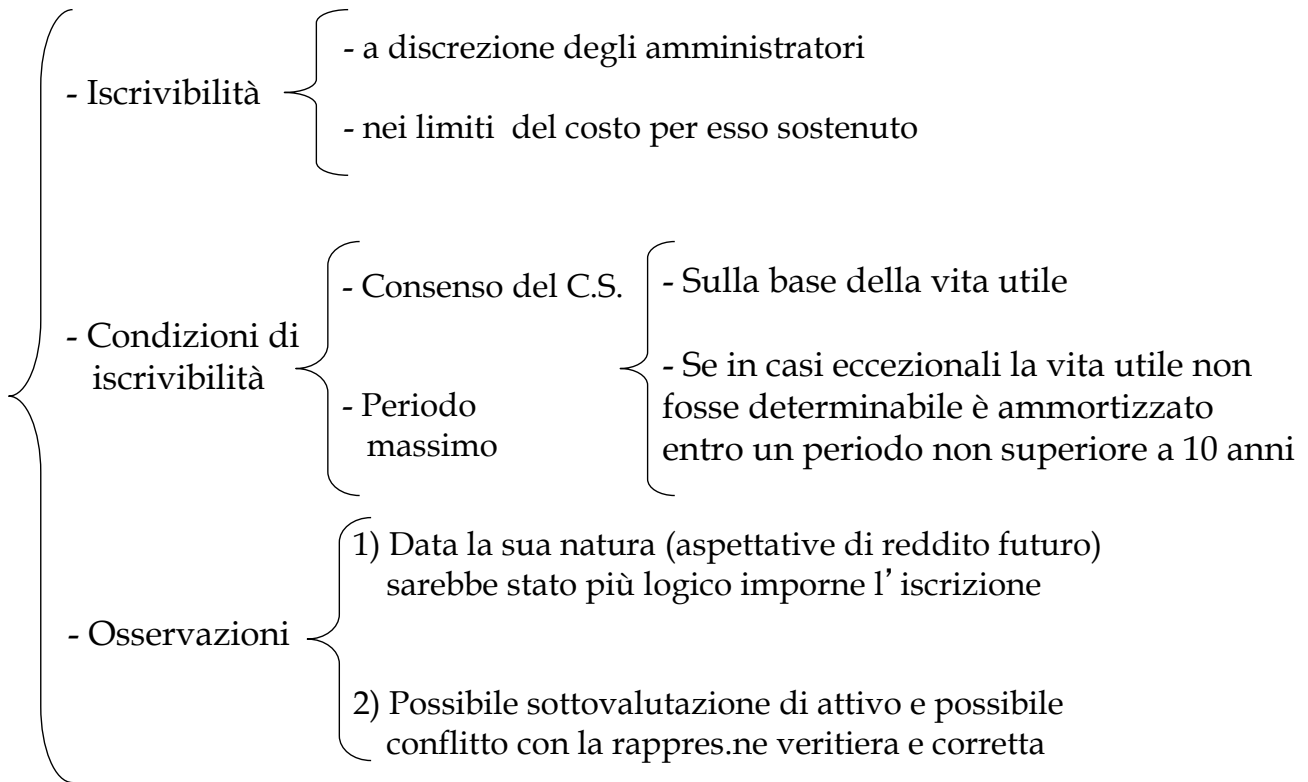 - Iscrivibilità
- a discrezione degli amministratori
- nei limiti del costo per esso sostenuto
- Condizioni di
iscrivibilità
- Consenso del C.S.
- Periodo
massimo
- Sulla base della vita utile
- Se in casi eccezionali la vita utile non
fosse determinabile è ammortizzato
entro un periodo non superiore a 10 anni
- Osservazioni
1) Data la sua natura (aspettative di reddito futuro)
sarebbe stato più logico imporne l’ iscrizione
2) Possibile sottovalutazione di attivo e possibile
conflitto con la rappres.ne veritiera e corretta